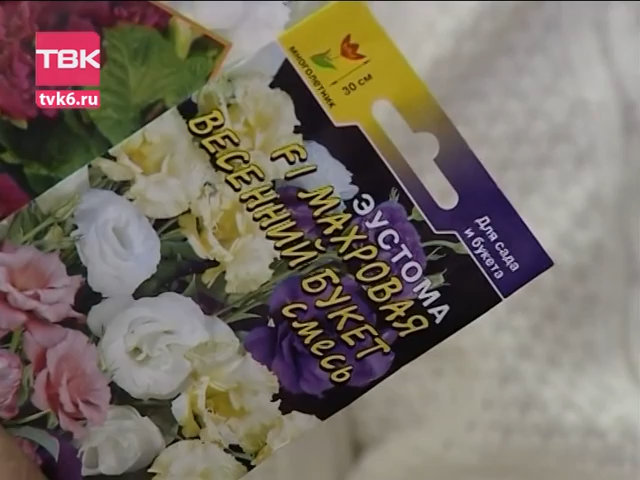 ТВК
tvk6.ru
многолетник
30 см
Для сада
и букета
ЭУСТОМА
F1 МАХРОВАЯ
ВЕСЕННИЙ БУКЕТ
смесь